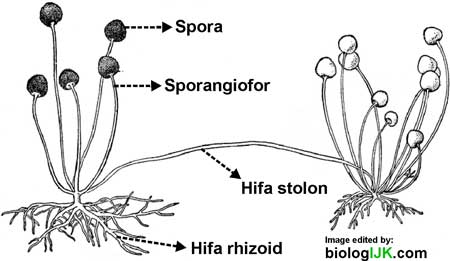 Spora
Sporangiofor
Hifa stolon
Hifa rhizoid
Image edited by:
biologIJK.com